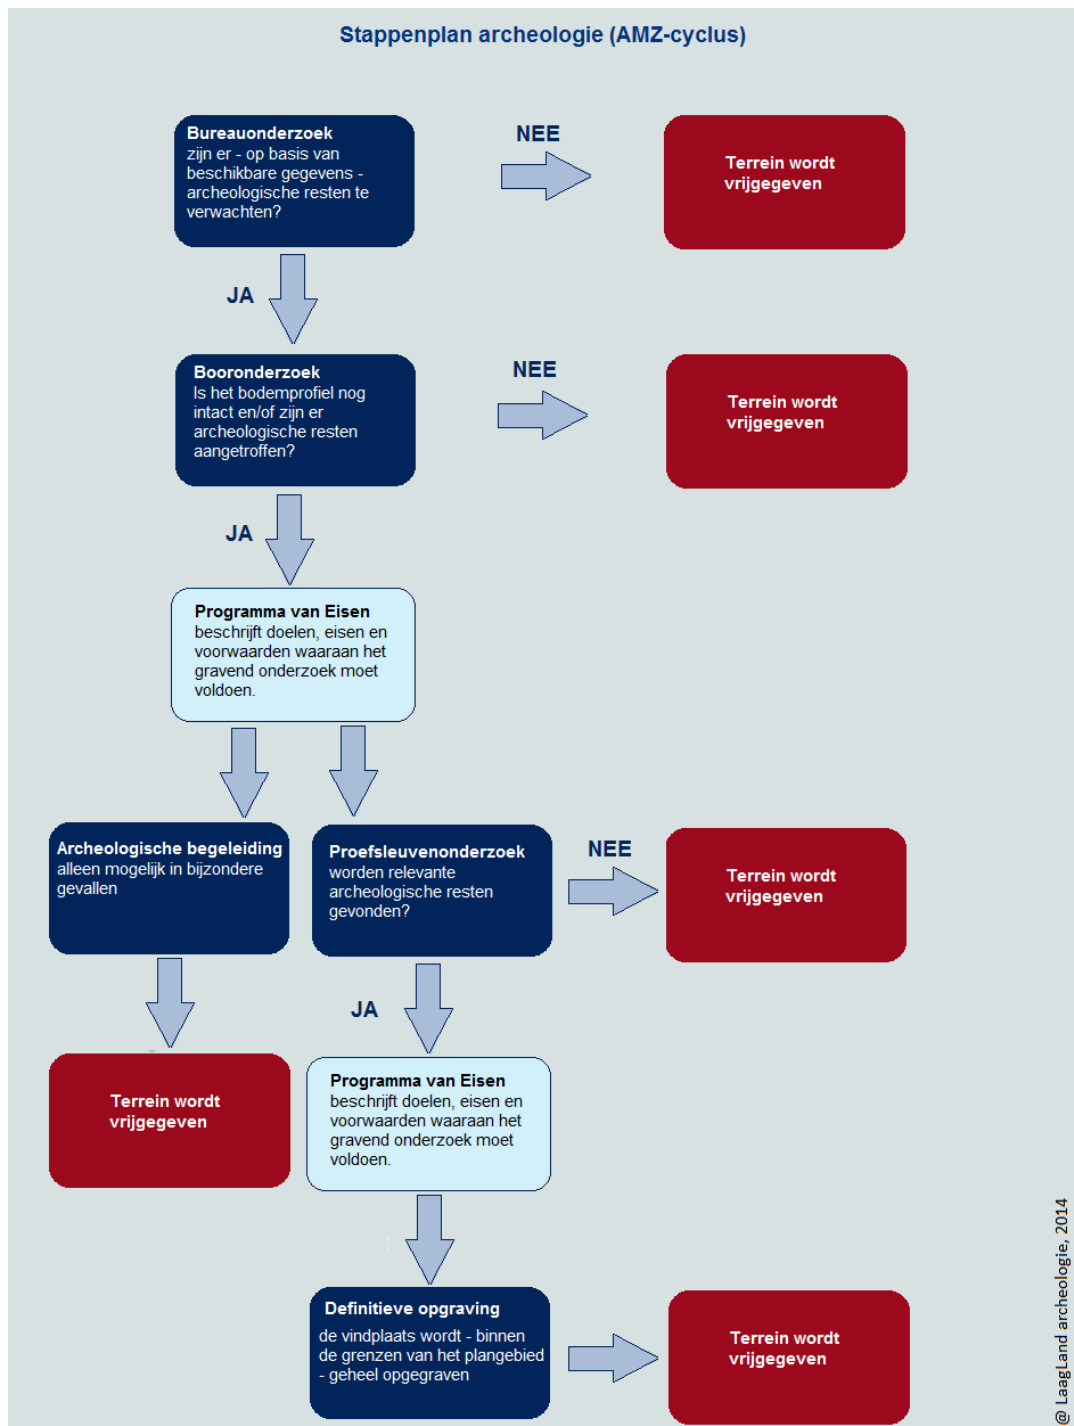 Stappenplan archeologie (AMZ-cyclus)
Bureauonderzoek
zijn er - op basis van
beschikbare gegevens -
archeologische resten te
verwachten?
NEE
Terrein wordt
vrijgegeven
JA
Booronderzoek
Is het bodemprofiel nog
intact en/of zijn er
archeologische resten
aangetroffen?
NEE
Terrein wordt
vrijgegeven
JA
Programma van Eisen
beschrijft doelen, eisen en
voorwaarden waaraan het
gravend onderzoek moet
voldoen.
Archeologische begeleiding
alleen mogelijk in bijzondere
gevallen
Proefsleuvenonderzoek
worden relevante
archeologische resten
gevonden?
NEE
Terrein wordt
vrijgegeven
JA
Terrein wordt
vrijgegeven
Programma van Eisen
beschrijft doelen, eisen en
voorwaarden waaraan het
gravend onderzoek moet
voldoen.
Definitieve opgraving
de vindplaats wordt - binnen
de grenzen van het plangebied
- geheel opgegraven
Terrein wordt
vrijgegeven
@ LaagLand archeologie, 2014